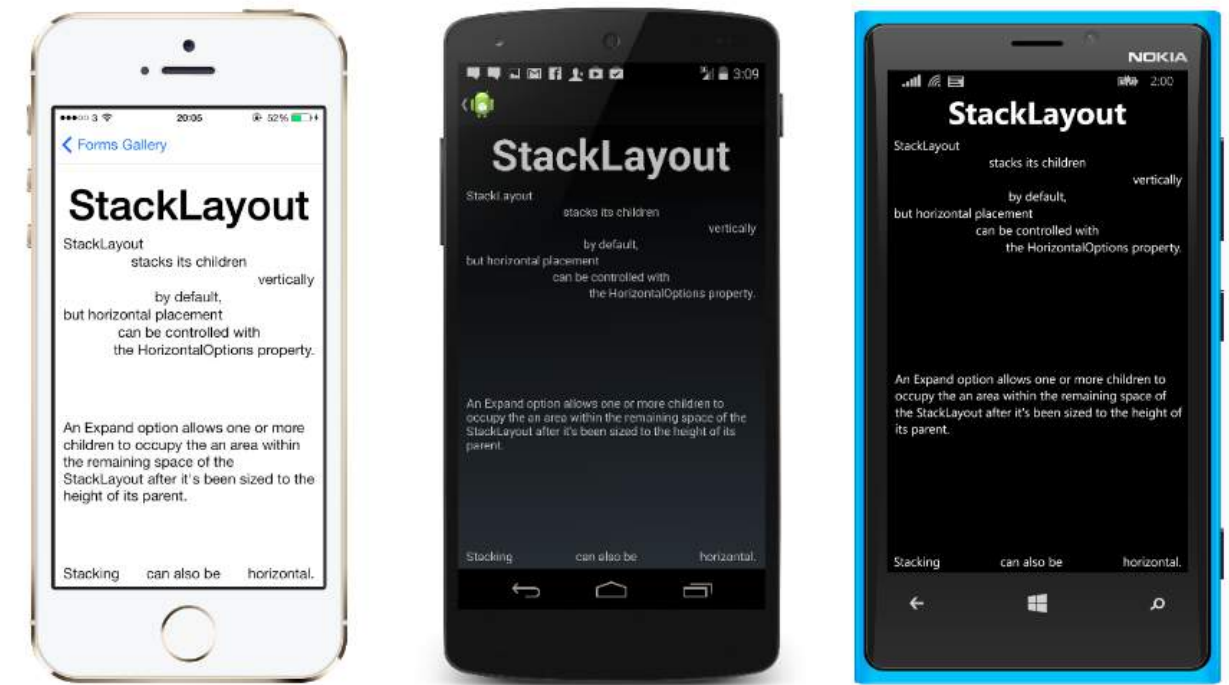 3 20:05 52%
Forms Gallery
StackLayout
StackLayout
stacks its children
vertically
by default,
but horizontal placement
can be controlled with
the HorizontalOptions property.
An Expand option allows one or more
children to occupy the an area within
the remaining space of the
StackLayout after it's been sized to the
height of its parent.
Stacking can also be horizontal.
3:09
StackLayout
StackLayout
stacks its children
vertically
by default,
but horizontal placement
can be controlled with
the HorizontalOptions property.
An Expand option allows one or more children to
occupy the an area within the remaining space of the
StackLayout after it's been sized to the height of its
parent.
Stacking can also be horizontal.
NOKIA
2:00
StackLayout
StackLayout
stacks its children
vertically
by default,
but horizontal placement
can be controlled with
the HorizontalOptions property.
An Expand option allows one or more children to
occupy the an area within the remaining space of
the StackLayout after it's been sized to the height of
its parent.
Stacking can also be horizontal.